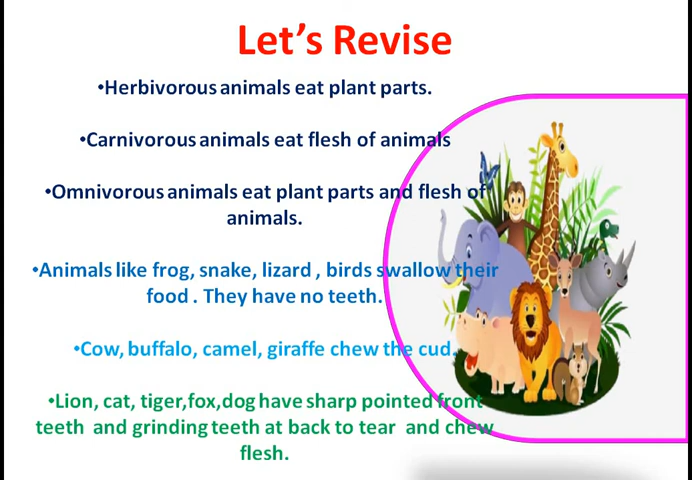 Let's Revise
•Herbivorous animals eat plant parts.
•Carnivorous animals eat flesh of animals
•Omnivorous animals eat plant parts and flesh of
animals.
•Animals like frog, snake, lizard , birds swallow their
food . They have no teeth.
•Cow, buffalo, camel, giraffe chew the cud.
•Lion, cat, tiger,fox,dog have sharp pointed front
teeth and grinding teeth at back to tear and chew
flesh.